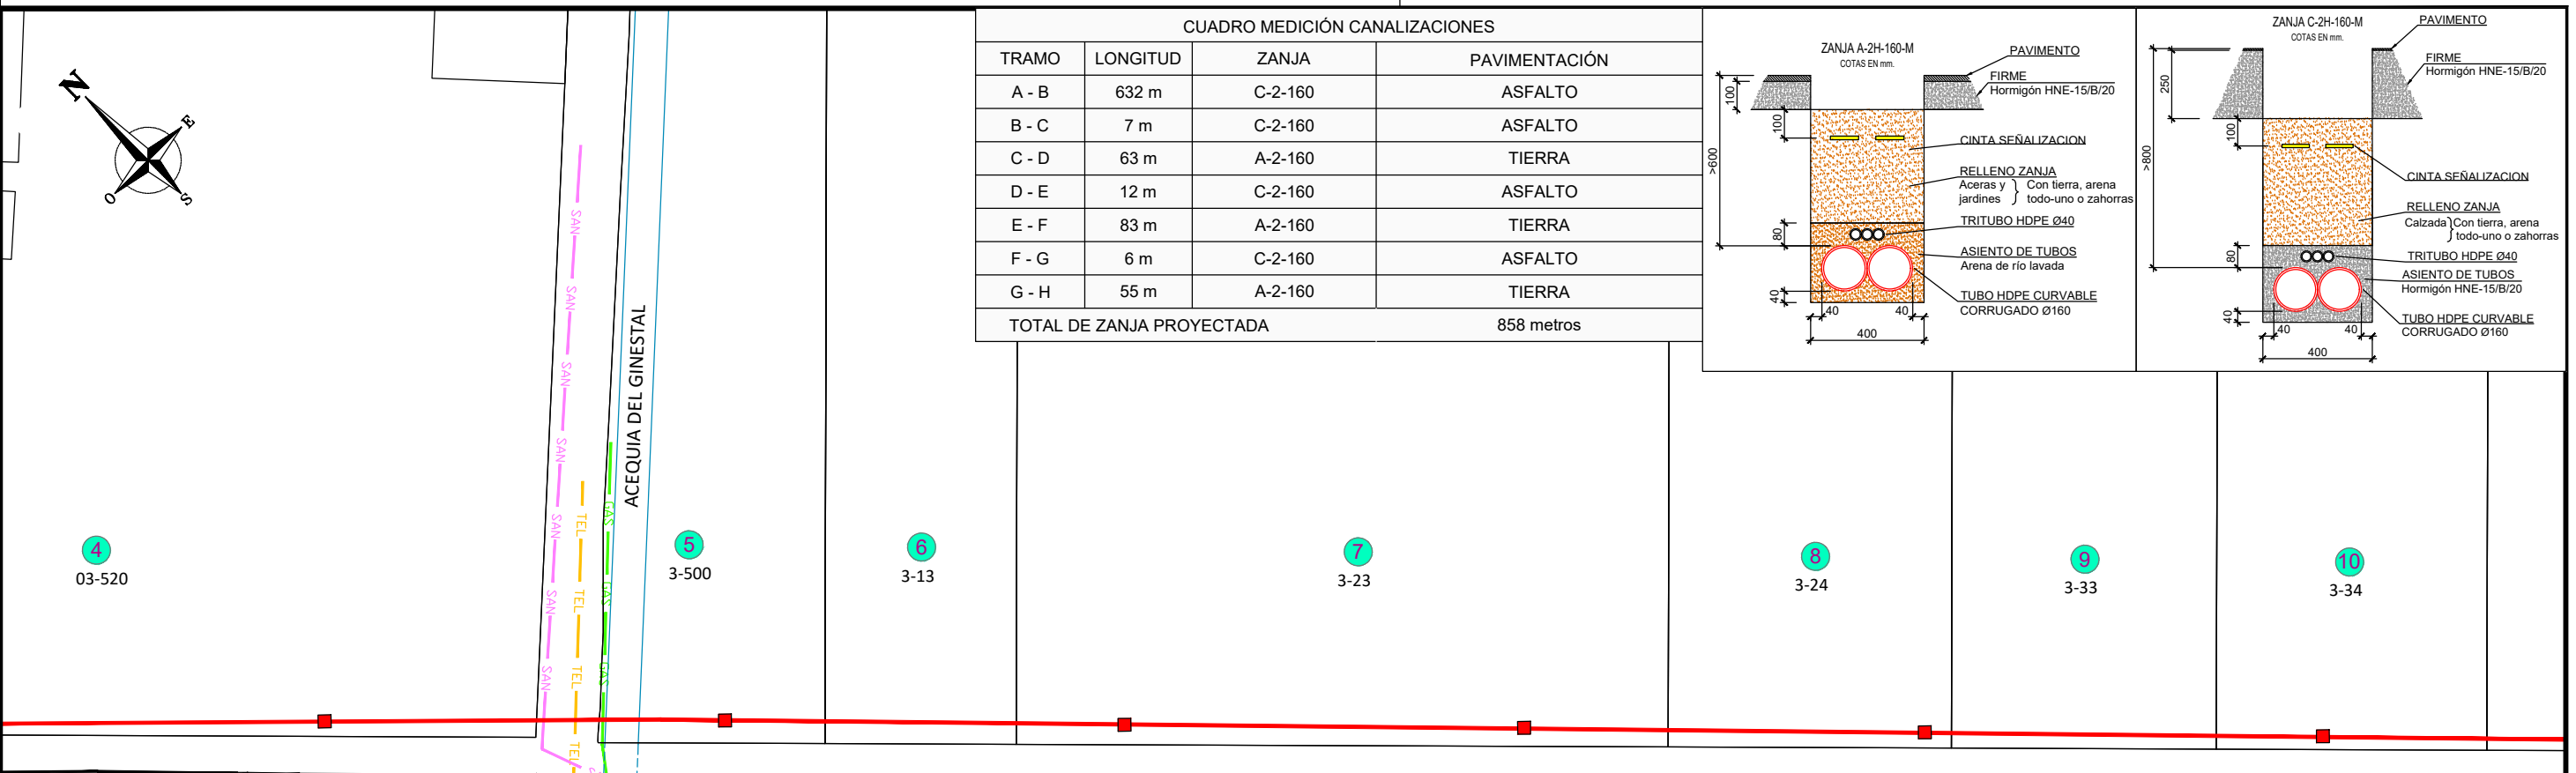 CUADRO MEDICIÓN CANALIZACIONES
TRAMO LONGITUD ZANJA PAVIMENTACIÓN
A - B 632 m C-2-160 ASFALTO
B - C 7 m C-2-160 ASFALTO
C - D 63 m A-2-160 TIERRA
D - E 12 m C-2-160 ASFALTO
E - F 83 m A-2-160 TIERRA
F - G 6 m C-2-160 ASFALTO
G - H 55 m A-2-160 TIERRA
TOTAL DE ZANJA PROYECTADA 858 metros
ZANJA A-2H-160-M
COTAS EN mm.
PAVIMENTO
FIRME
Hormigón HNE-15/B/20
CINTA SEÑALIZACION
RELLENO ZANJA
Aceras y jardines } Con tierra, arena
todo-uno o zahorras
TRITUBO HDPE Ø40
ASIENTO DE TUBOS
Arena de río lavada
TUBO HDPE CURVABLE
CORRUGADO Ø160
100
100
>600
80
40
40 40
400
ZANJA C-2H-160-M
COTAS EN mm.
PAVIMENTO
FIRME
Hormigón HNE-15/B/20
CINTA SEÑALIZACION
RELLENO ZANJA
Calzada } Con tierra, arena
todo-uno o zahorras
TRITUBO HDPE Ø40
ASIENTO DE TUBOS
Hormigón HNE-15/B/20
TUBO HDPE CURVABLE
CORRUGADO Ø160
250
100
>800
80
40
40 40
400
N
E
S
O
SAN
SAN
SAN
SAN
SAN
SAN
SAN
TEL
TEL
TEL
TEL
GAS
GAS
GAS
ACEQUIA DEL GINESTAL
4
03-520
5
3-500
6
3-13
7
3-23
8
3-24
9
3-33
10
3-34